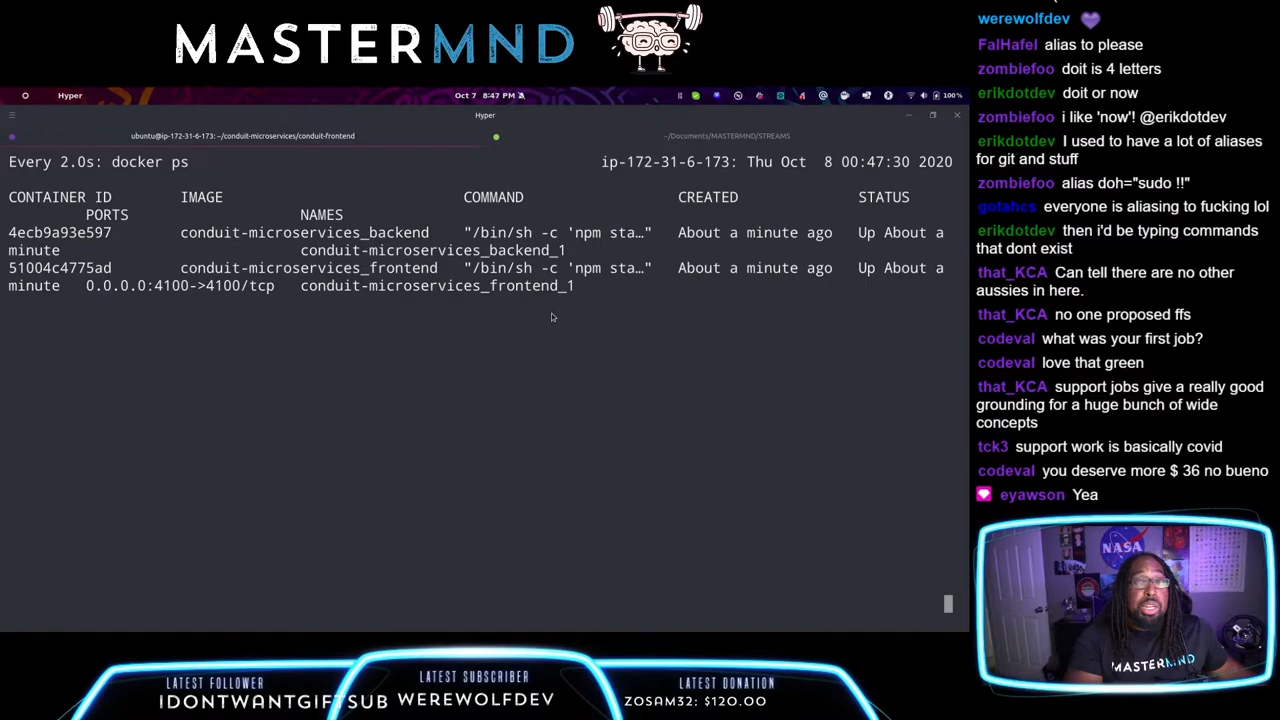 MASTERMND
Hyper
Oct 7 8:47 PM
100%
Hyper
ubuntu@ip-172-31-6-173: ~/conduit-microservices/conduit-frontend
~/Documents/MASTERMND/STREAMS
Every 2.0s: docker ps
ip-172-31-6-173: Thu Oct  8 00:47:30 2020
CONTAINER ID IMAGE COMMAND CREATED STATUS
PORTS NAMES
4ecb9a93e597 conduit-microservices_backend "/bin/sh -c 'npm sta…" About a minute ago Up About a
minute conduit-microservices_backend_1
51004c4775ad conduit-microservices_frontend "/bin/sh -c 'npm sta…" About a minute ago Up About a
minute 0.0.0.0:4100->4100/tcp conduit-microservices_frontend_1
werewolfdev
FalHafel alias to please
zombiefoo doit is 4 letters
erikdotdev doit or now
zombiefoo i like 'now'! @erikdotdev
erikdotdev I used to have a lot of aliases
for git and stuff
zombiefoo alias doh="sudo !!"
gotahcs everyone is aliasing to fucking lol
erikdotdev then i'd be typing commands
that dont exist
that_KCA Can tell there are no other
aussies in here.
that_KCA no one proposed ffs
codeval what was your first job?
codeval love that green
that_KCA support jobs give a really good
grounding for a huge bunch of wide
concepts
tck3 support work is basically covid
codeval you deserve more $ 36 no bueno
eyawson Yea
NASA
MASTERMND
LATEST FOLLOWER
IDONTWANTGIFTSUB
LATEST SUBSCRIBER
WEREWOLFDEV
LATEST DONATION
ZOSAM32: $120.00